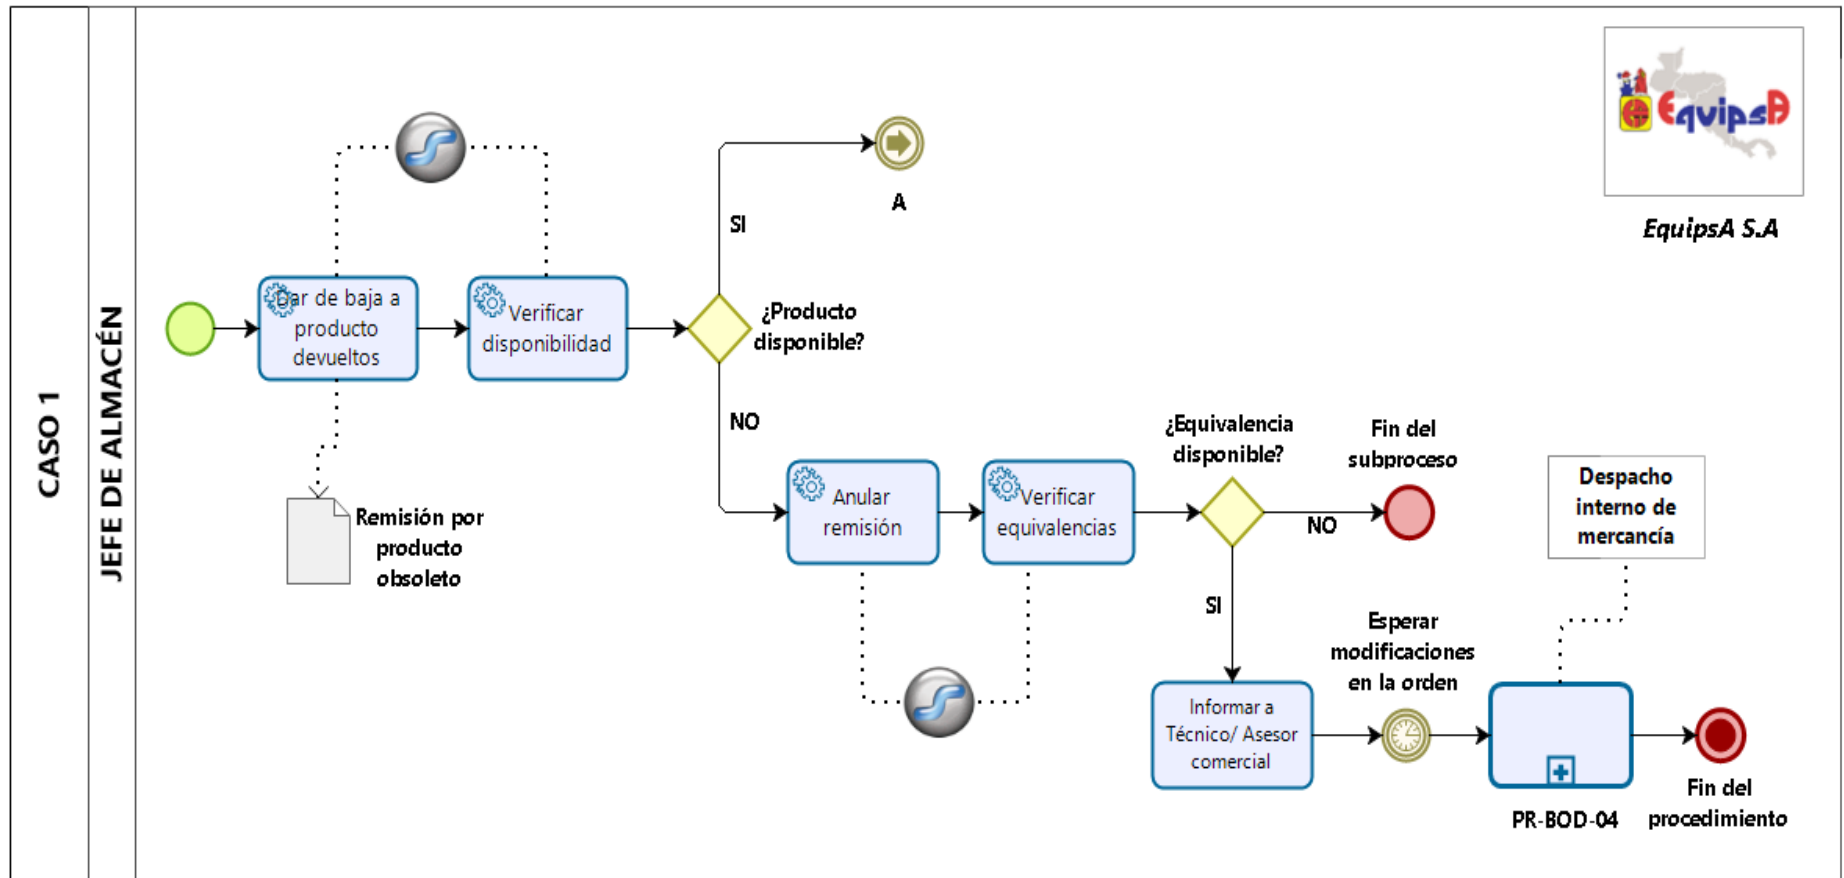 CASO 1
JEFE DE ALMACÉN
EquipsA
EquipsA S.A
A
SI
Dar de baja a
producto
devueltos
Verificar
disponibilidad
¿Producto
disponible?
NO
Remisión por
producto
obsoleto
Anular
remisión
Verificar
equivalencias
¿Equivalencia
disponible?
NO
Fin del
subproceso
Despacho
interno de
mercancía
SI
Informar a
Técnico/ Asesor
comercial
Esperar
modificaciones
en la orden
PR-BOD-04
Fin del
procedimiento